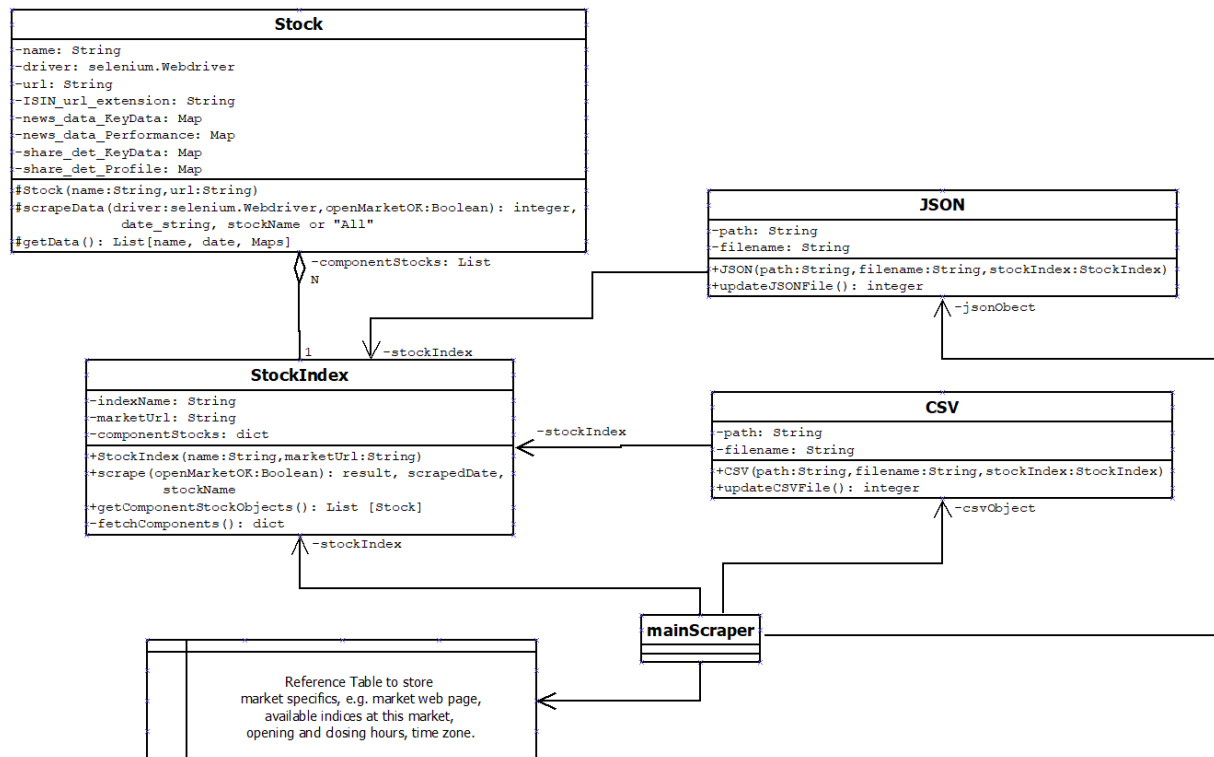 Stock
-name: String
-driver: selenium.Webdriver
-url: String
-ISIN_url_extension: String
-news_data_KeyData: Map
-news_data_Performance: Map
-share_det_KeyData: Map
-share_det_Profile: Map
#Stock(name:String,url:String)
#scrapeData(driver:selenium.Webdriver,openMarketOK:Boolean): integer,
date_string, stockName or "All"
#getData(): List[name, date, Maps]
-componentStocks: List
N
1
-stockIndex
StockIndex
-indexName: String
-marketUrl: String
-componentStocks: dict
+StockIndex(name:String,marketUrl:String)
+scrape(openMarketOK:Boolean): result, scrapedDate,
stockName
+getComponentStockObjects(): List [Stock]
-fetchComponents(): dict
-stockIndex
-stockIndex
JSON
-path: String
-filename: String
+JSON(path:String,filename:String,stockIndex:StockIndex)
+updateJSONFile(): integer
-jsonObect
CSV
-path: String
-filename: String
+CSV(path:String,filename:String,stockIndex:StockIndex)
+updateCSVFile(): integer
-csvObject
mainScraper
Reference Table to store
market specifics, e.g. market web page,
available indices at this market,
opening and closing hours, time zone.